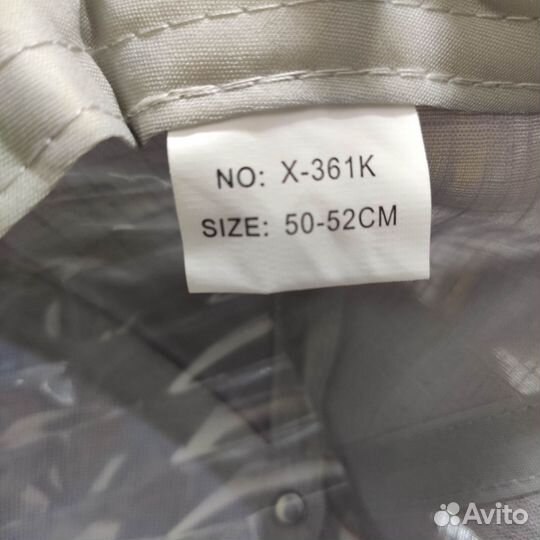 NO: X-361K
SIZE: 50-52CM
Avito